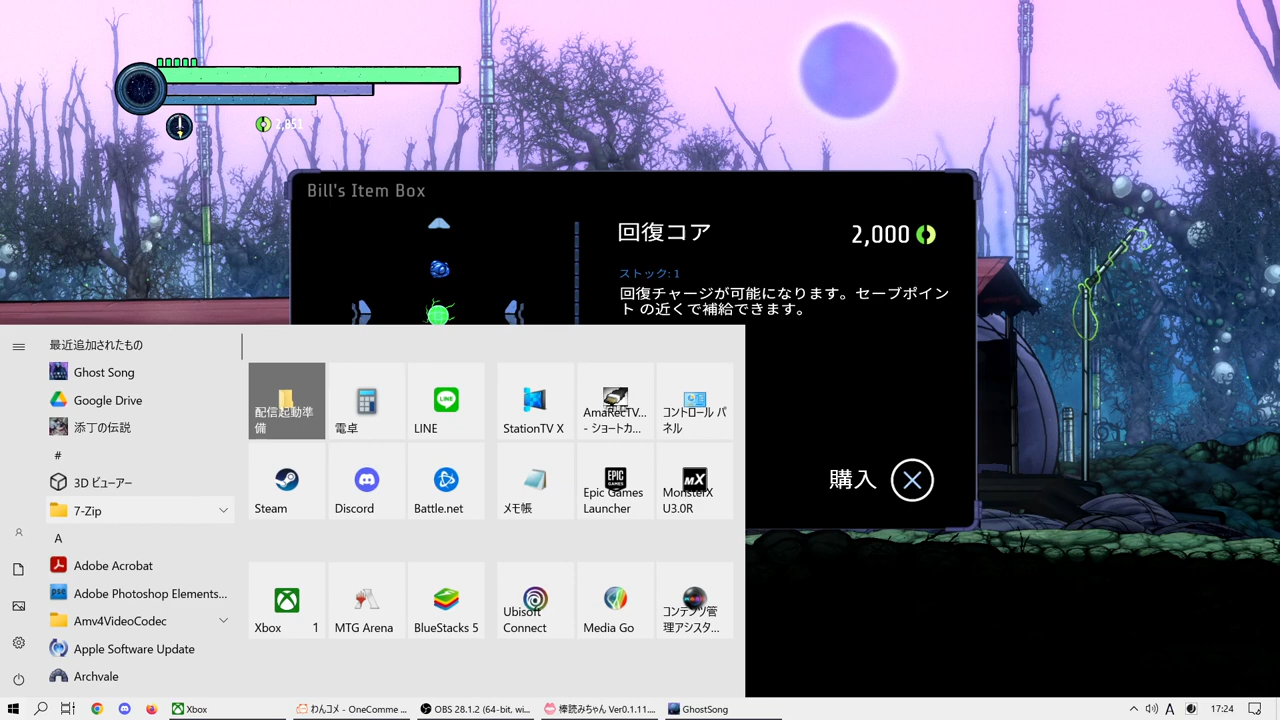 2,851
Bill's Item Box
回復コア
2,000
ストック: 1
回復チャージが可能になります。セーブポイン
ト の近くで補給できます。
購入
最近追加されたもの
Ghost Song
Google Drive
添丁の伝説
#
3D ビューアー
7-Zip
A
Adobe Acrobat
Adobe Photoshop Elements...
Amv4VideoCodec
Apple Software Update
Archvale
配信起動準
備
電卓
LINE
StationTV X
AmaRecTV...
- ショートカ...
コントロール パ
ネル
Steam
Discord
Battle.net
メモ帳
Epic Games
Launcher
MonsterX
U3.0R
Xbox 1
MTG Arena
BlueStacks 5
Ubisoft
Connect
Media Go
コンテンツ管
理アシスタ...
Xbox
わんコメ - OneComme ...
OBS 28.1.2 (64-bit, wi...
棒読みちゃん Ver0.1.11....
GhostSong
A
17:24